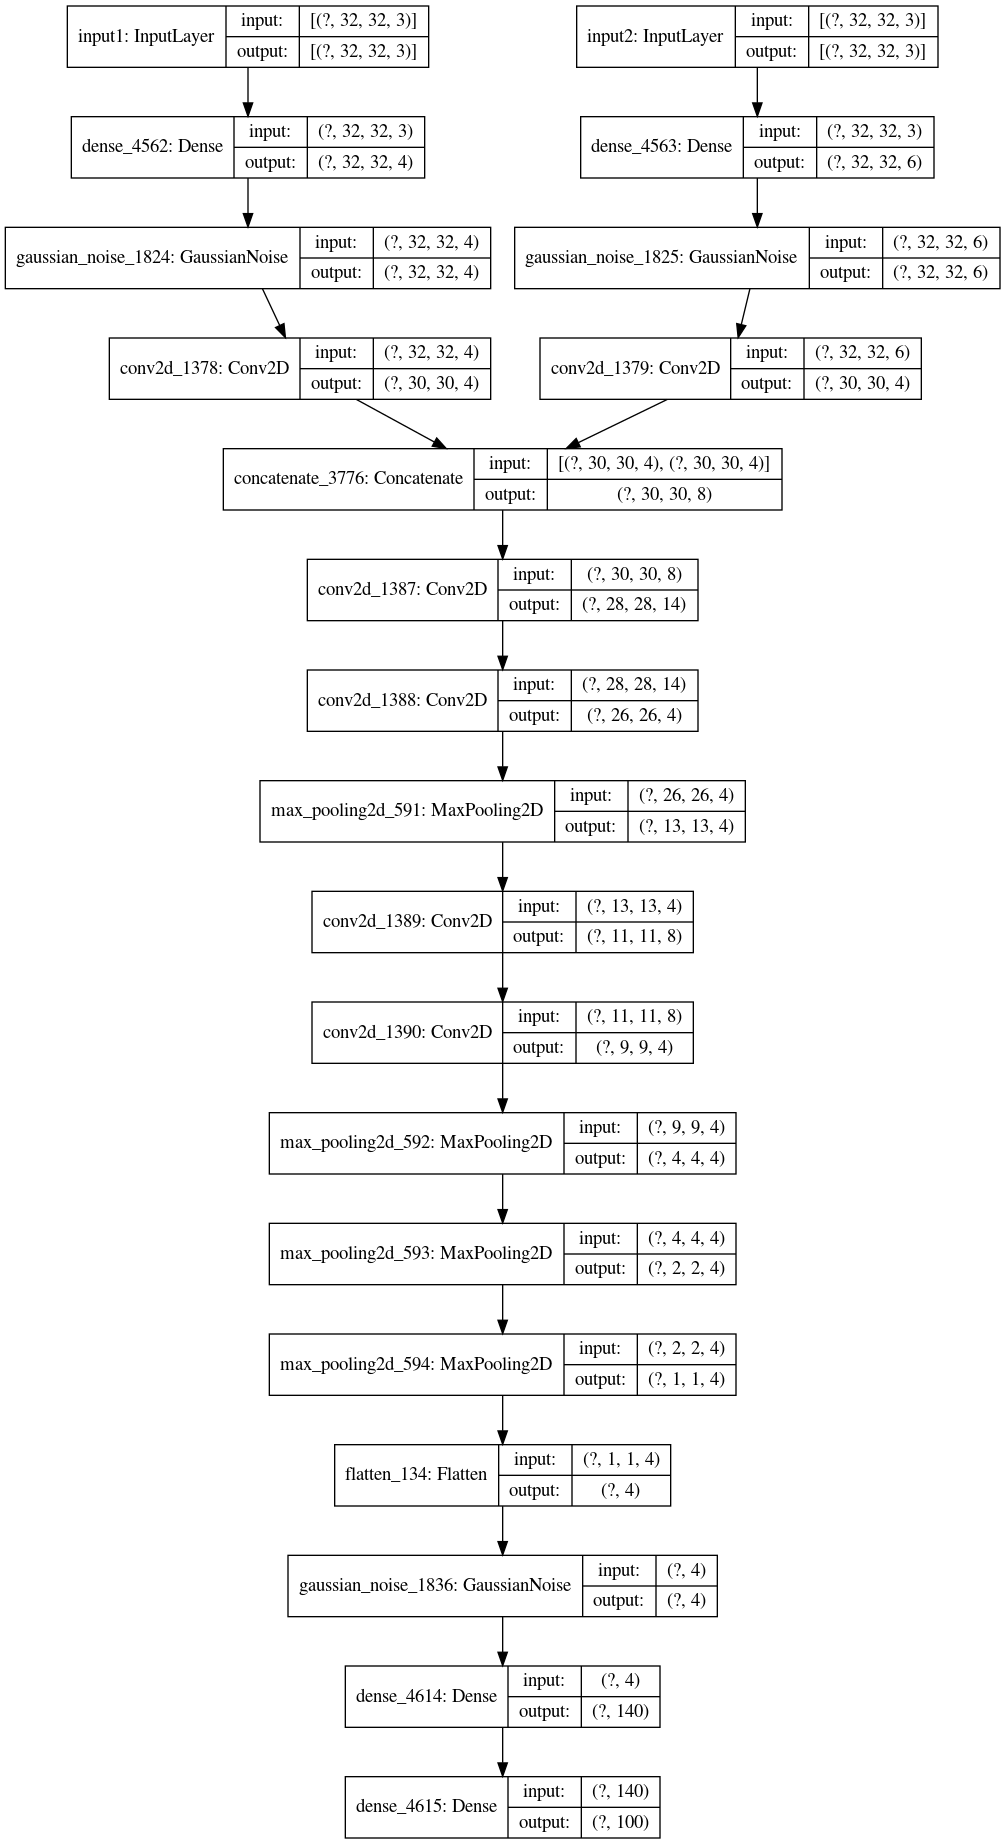 input1: InputLayer
input: [(?, 32, 32, 3)]
output: [(?, 32, 32, 3)]
input2: InputLayer
input: [(?, 32, 32, 3)]
output: [(?, 32, 32, 3)]
dense_4562: Dense
input: (?, 32, 32, 3)
output: (?, 32, 32, 4)
dense_4563: Dense
input: (?, 32, 32, 3)
output: (?, 32, 32, 6)
gaussian_noise_1824: GaussianNoise
input: (?, 32, 32, 4)
output: (?, 32, 32, 4)
gaussian_noise_1825: GaussianNoise
input: (?, 32, 32, 6)
output: (?, 32, 32, 6)
conv2d_1378: Conv2D
input: (?, 32, 32, 4)
output: (?, 30, 30, 4)
conv2d_1379: Conv2D
input: (?, 32, 32, 6)
output: (?, 30, 30, 4)
concatenate_3776: Concatenate
input: [(?, 30, 30, 4), (?, 30, 30, 4)]
output: (?, 30, 30, 8)
conv2d_1387: Conv2D
input: (?, 30, 30, 8)
output: (?, 28, 28, 14)
conv2d_1388: Conv2D
input: (?, 28, 28, 14)
output: (?, 26, 26, 4)
max_pooling2d_591: MaxPooling2D
input: (?, 26, 26, 4)
output: (?, 13, 13, 4)
conv2d_1389: Conv2D
input: (?, 13, 13, 4)
output: (?, 11, 11, 8)
conv2d_1390: Conv2D
input: (?, 11, 11, 8)
output: (?, 9, 9, 4)
max_pooling2d_592: MaxPooling2D
input: (?, 9, 9, 4)
output: (?, 4, 4, 4)
max_pooling2d_593: MaxPooling2D
input: (?, 4, 4, 4)
output: (?, 2, 2, 4)
max_pooling2d_594: MaxPooling2D
input: (?, 2, 2, 4)
output: (?, 1, 1, 4)
flatten_134: Flatten
input: (?, 1, 1, 4)
output: (?, 4)
gaussian_noise_1836: GaussianNoise
input: (?, 4)
output: (?, 4)
dense_4614: Dense
input: (?, 4)
output: (?, 140)
dense_4615: Dense
input: (?, 140)
output: (?, 100)